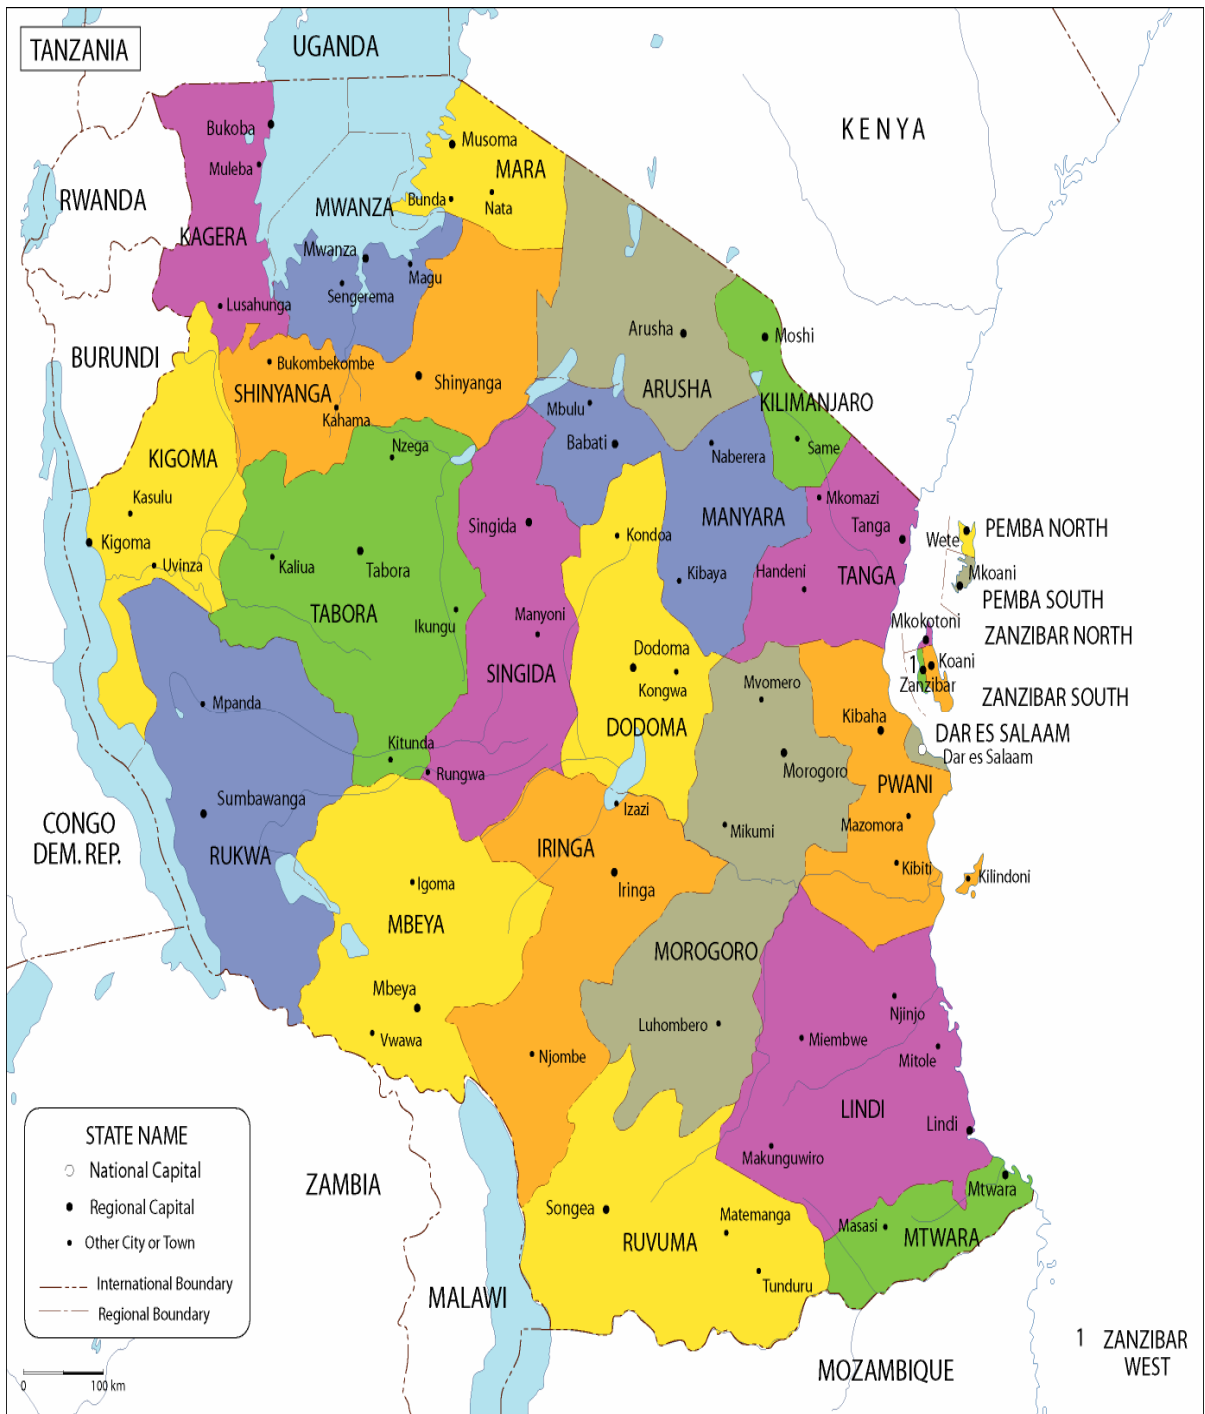 TANZANIA
UGANDA
KENYA
RWANDA
BURUNDI
CONGO
DEM. REP.
ZAMBIA
MALAWI
MOZAMBIQUE
Bukoba
Muleba
KAGERA
Lusahunga
Musoma
MARA
Bunda
Nata
MWANZA
Mwanza
Magu
Sengerema
Bukombekombe
SHINYANGA
Shinyanga
Kahama
Arusha
ARUSHA
Moshi
KILIMANJARO
Same
Mbulu
Babati
Naberera
MANYARA
Kibaya
KIGOMA
Kasulu
Kigoma
Uvinza
Nzega
Kaliua
Tabora
TABORA
Ikungu
Kitunda
Singida
Manyoni
SINGIDA
Rungwa
Kondoa
Dodoma
Kongwa
DODOMA
Mkomazi
Tanga
Handeni
TANGA
Wete
PEMBA NORTH
Mkoani
PEMBA SOUTH
Mkokotoni
ZANZIBAR NORTH
1
Koani
Zanzibar
ZANZIBAR SOUTH
DAR ES SALAAM
Dar es Salaam
Mvomero
Morogoro
Mikumi
Kibaha
PWANI
Mazomora
Kibiti
Kilindoni
Mpanda
Sumbawanga
RUKWA
Igoma
MBEYA
Mbeya
Vwawa
Izazi
IRINGA
Iringa
Njombe
MOROGORO
Luhombero
Njinjo
Miembwe
Mitole
LINDI
Lindi
Makunguwiro
Mtwara
Masasi
MTWARA
Songea
RUVUMA
Matemanga
Tunduru
STATE NAME
National Capital
Regional Capital
Other City or Town
International Boundary
Regional Boundary
0 100 km
1 ZANZIBAR
WEST